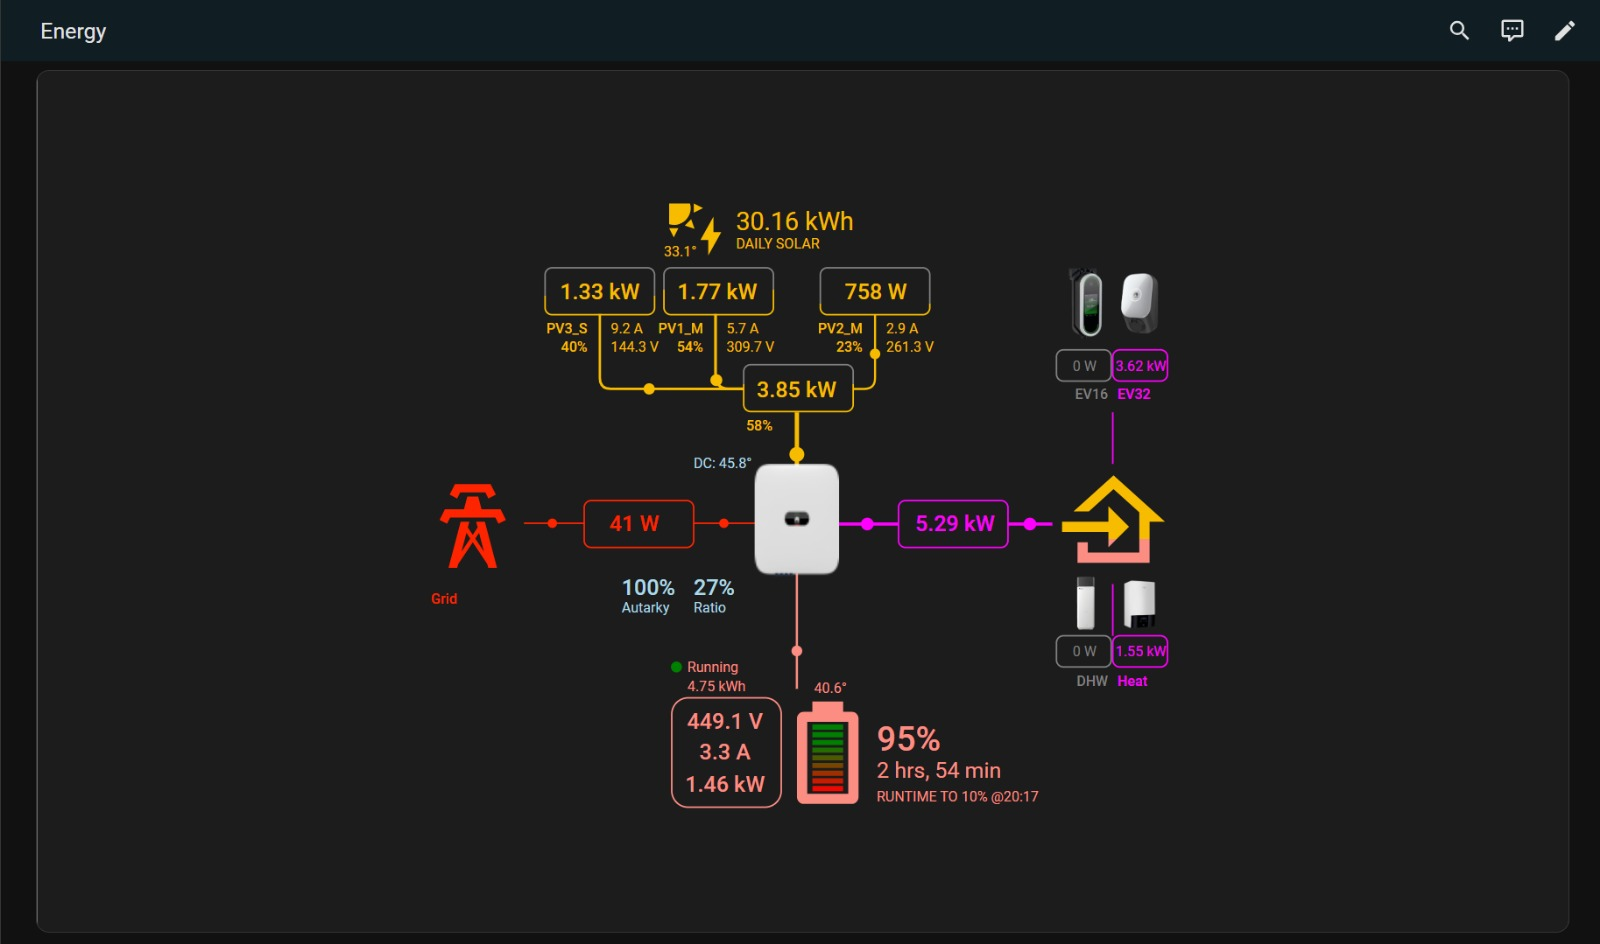 Energy
30.16 kWh
DAILY SOLAR
33.1°
1.33 kW
1.77 kW
758 W
PV3_S
9.2 A
PV1_M
5.7 A
PV2_M
2.9 A
40%
144.3 V
54%
309.7 V
23%
261.3 V
0 W
3.62 kW
EV16
EV32
3.85 kW
58%
DC: 45.8°
41 W
5.29 kW
Grid
100%
27%
Autarky
Ratio
0 W
1.55 kW
DHW
Heat
Running
4.75 kWh
40.6°
449.1 V
3.3 A
1.46 kW
95%
2 hrs, 54 min
RUNTIME TO 10% @20:17